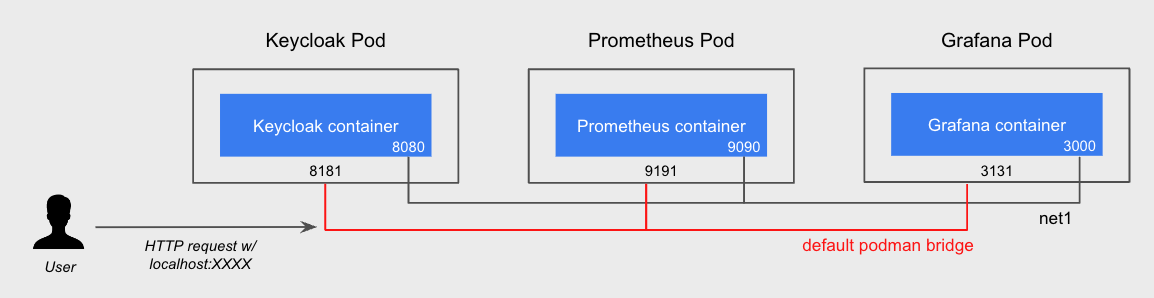 Keycloak Pod
Prometheus Pod
Grafana Pod
Keycloak container
8080
Prometheus container
9090
Grafana container
3000
8181
9191
3131
net1
HTTP request w/
localhost:XXXX
default podman bridge
User